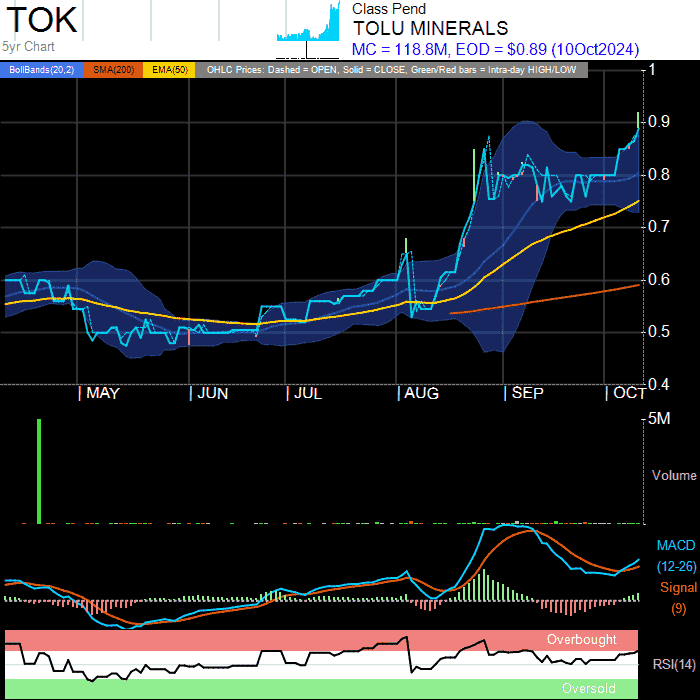 TOK
5yr Chart
Class Pend
TOLU MINERALS
MC = 118.8M, EOD = $0.89 (10Oct2024)
BollBands(20,2) SMA(200) EMA(50) OHLC Prices: Dashed = OPEN, Solid = CLOSE, Green/Red bars = Intra-day HIGH/LOW
1
0.9
0.8
0.7
0.6
0.5
0.4
MAY JUN JUL AUG SEP OCT
5M
Volume
MACD
(12-26)
Signal
(9)
Overbought
RSI(14)
Oversold